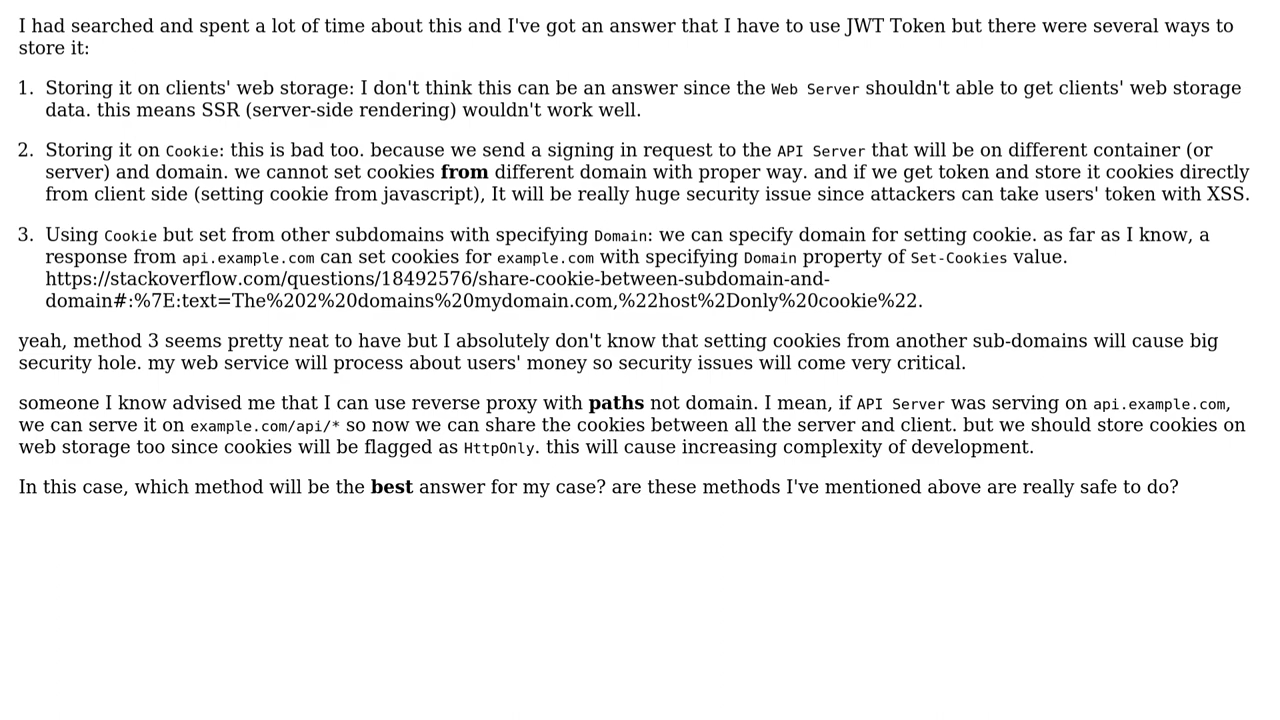 I had searched and spent a lot of time about this and I've got an answer that I have to use JWT Token but there were several ways to
store it:
1. Storing it on clients' web storage: I don't think this can be an answer since the Web Server shouldn't able to get clients' web storage
data. this means SSR (server-side rendering) wouldn't work well.
2. Storing it on Cookie: this is bad too. because we send a signing in request to the API Server that will be on different container (or
server) and domain. we cannot set cookies from different domain with proper way. and if we get token and store it cookies directly
from client side (setting cookie from javascript), It will be really huge security issue since attackers can take users' token with XSS.
3. Using Cookie but set from other subdomains with specifying Domain: we can specify domain for setting cookie. as far as I know, a
response from api.example.com can set cookies for example.com with specifying Domain property of Set-Cookies value.
https://stackoverflow.com/questions/18492576/share-cookie-between-subdomain-and-
domain#:%7E:text=The%202%20domains%20mydomain.com,%22host%2Donly%20cookie%22.
yeah, method 3 seems pretty neat to have but I absolutely don't know that setting cookies from another sub-domains will cause big
security hole. my web service will process about users' money so security issues will come very critical.
someone I know advised me that I can use reverse proxy with paths not domain. I mean, if API Server was serving on api.example.com,
we can serve it on example.com/api/* so now we can share the cookies between all the server and client. but we should store cookies on
web storage too since cookies will be flagged as HttpOnly. this will cause increasing complexity of development.
In this case, which method will be the best answer for my case? are these methods I've mentioned above are really safe to do?